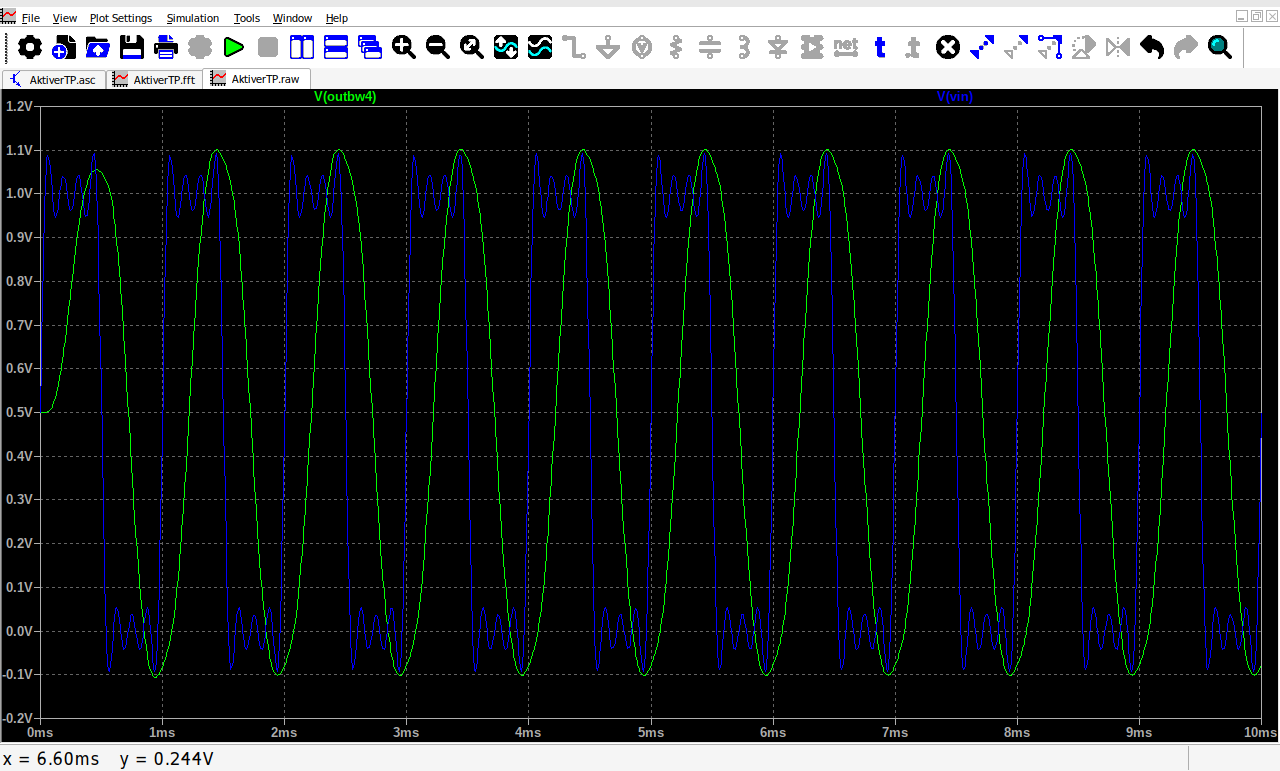 File View Plot Settings Simulation Tools Window Help
net t .t
AktiverTP.asc AktiverTP.fft AktiverTP.raw
V(outbw4) V(vin)
1.2V
1.1V
1.0V
0.9V
0.8V
0.7V
0.6V
0.5V
0.4V
0.3V
0.2V
0.1V
0.0V
-0.1V
-0.2V
0ms 1ms 2ms 3ms 4ms 5ms 6ms 7ms 8ms 9ms 10ms
x = 6.60ms y = 0.244V